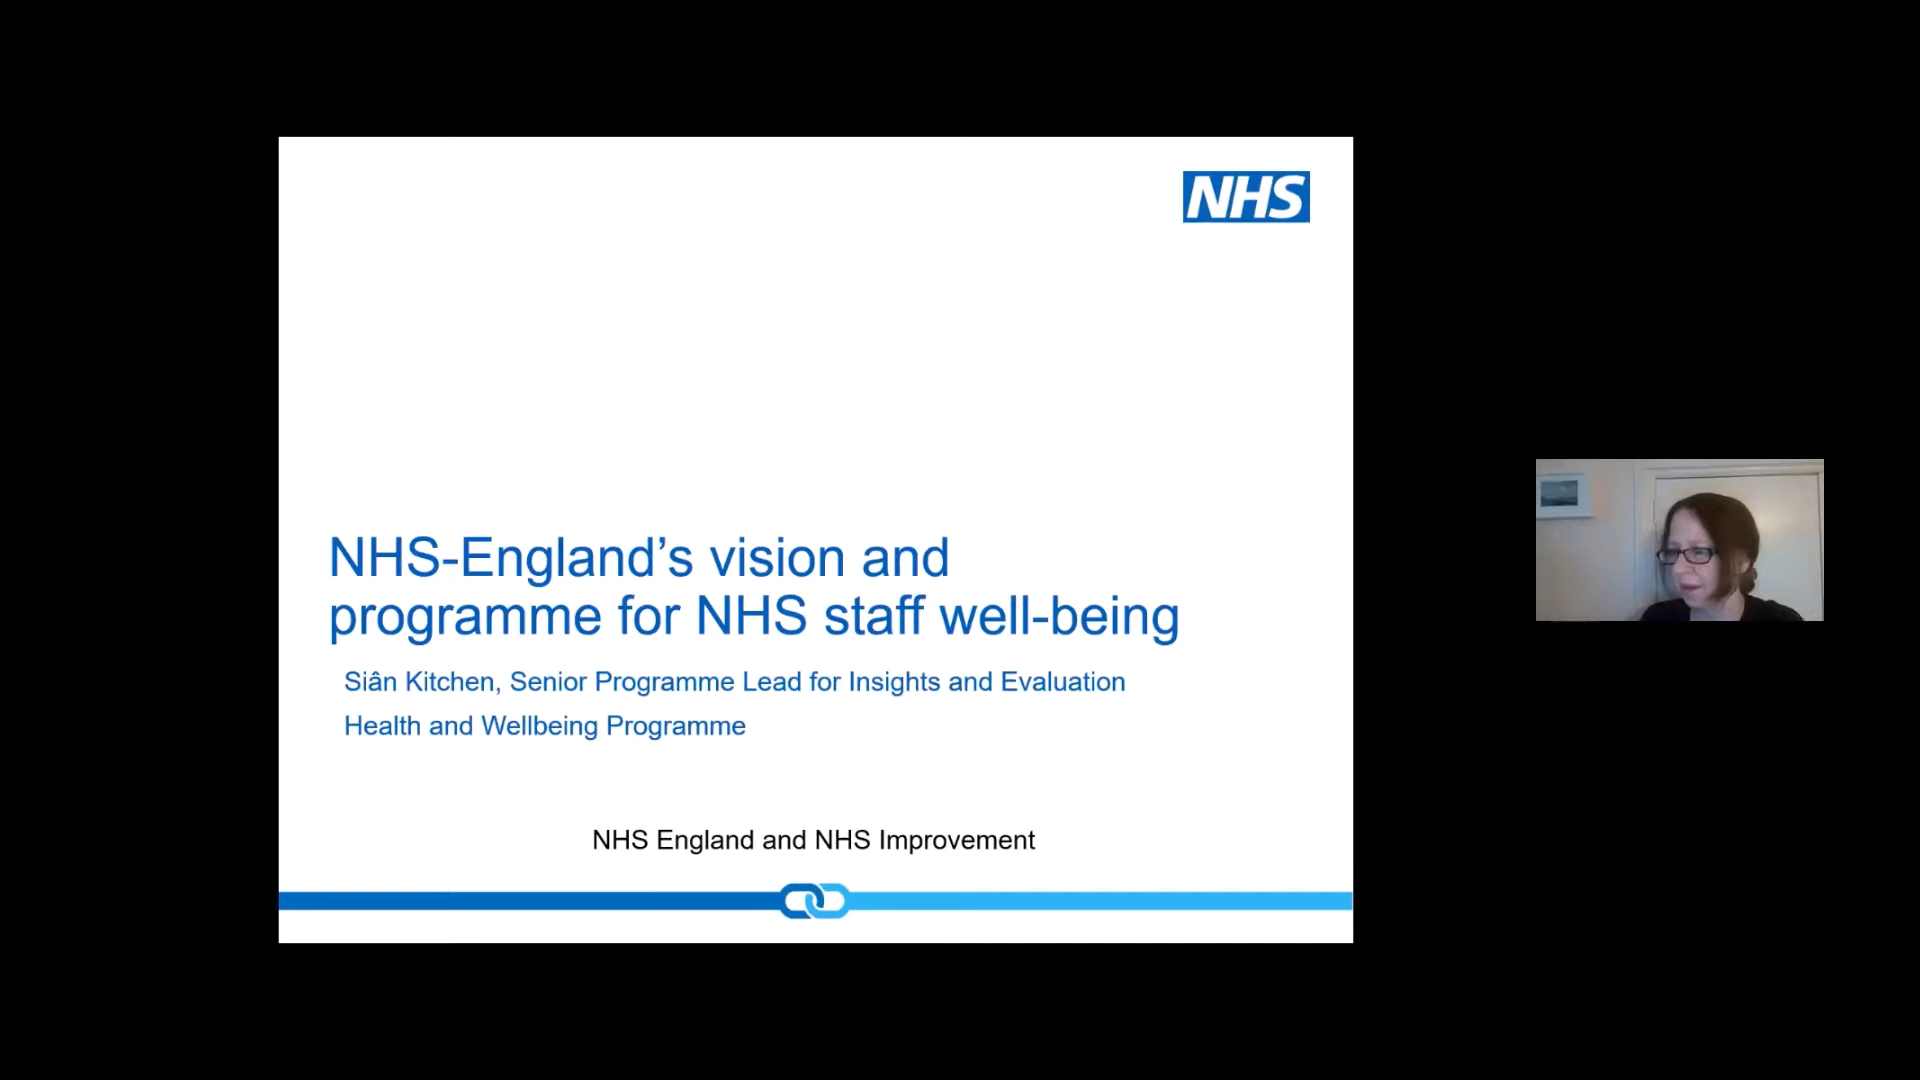 NHS
NHS-England’s vision and
programme for NHS staff well-being
Siân Kitchen, Senior Programme Lead for Insights and Evaluation
Health and Wellbeing Programme
NHS England and NHS Improvement